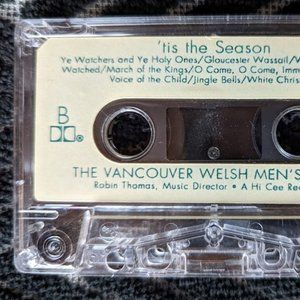 'tis the Season
Ye Watchers and Ye Holy Ones/Gloucester Wassail/W
Watched/March of the Kings/O Come, O Come, Imm
Voice of the Child/Jingle Bells/White Chris
B
THE VANCOUVER WELSH MEN'S
Robin Thomas, Music Director • A Hi Cee Re